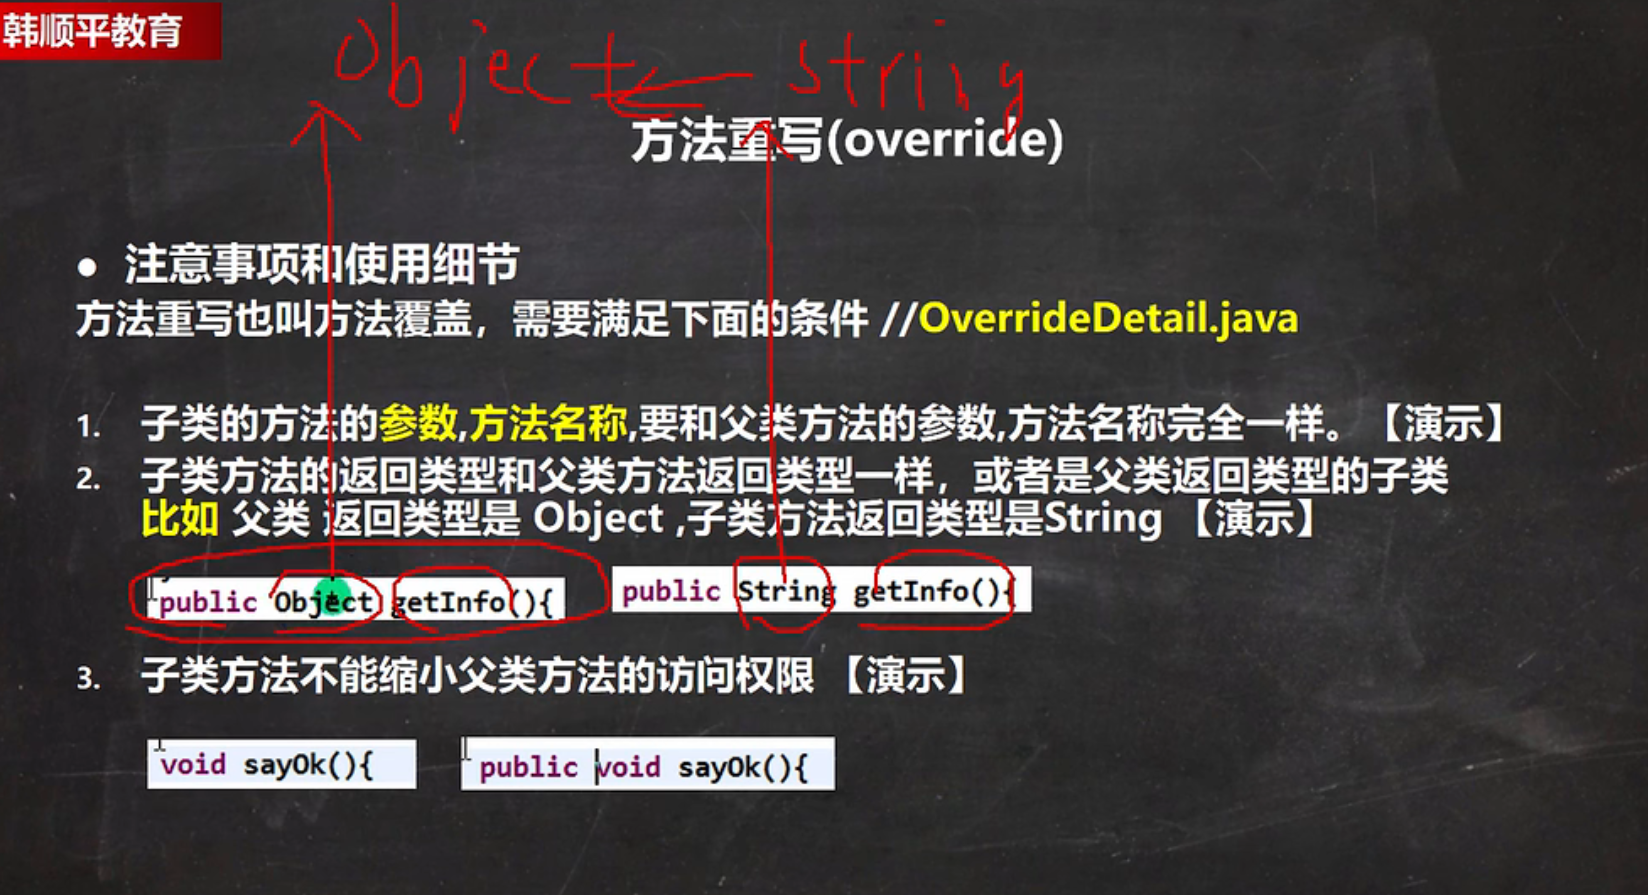 韩顺平教育
Object ← String
方法重写(override)
● 注意事项和使用细节
方法重写也叫方法覆盖，需要满足下面的条件 //OverrideDetail.java
1. 子类的方法的参数,方法名称,要和父类方法的参数,方法名称完全一样。【演示】
2. 子类方法的返回类型和父类方法返回类型一样，或者是父类返回类型的子类
比如 父类 返回类型是 Object ,子类方法返回类型是String 【演示】
public Object getInfo(){
public String getInfo(){
3. 子类方法不能缩小父类方法的访问权限 【演示】
void sayOk(){
public void sayOk(){